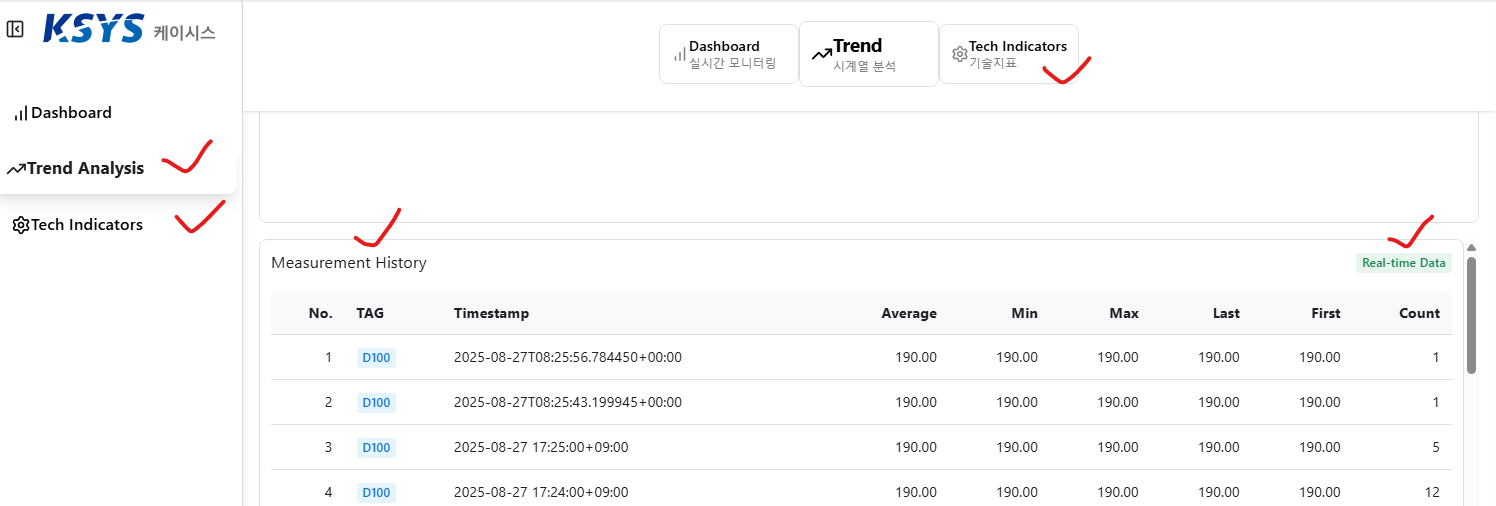 KSYS 케이시스
Dashboard
실시간 모니터링
Trend
시계열 분석
Tech Indicators
기술지표
Dashboard
Trend Analysis
Tech Indicators
Measurement History
Real-time Data
No. TAG Timestamp Average Min Max Last First Count
1 D100 2025-08-27T08:25:56.784450+00:00 190.00 190.00 190.00 190.00 190.00 1
2 D100 2025-08-27T08:25:43.199945+00:00 190.00 190.00 190.00 190.00 190.00 1
3 D100 2025-08-27 17:25:00+09:00 190.00 190.00 190.00 190.00 190.00 5
4 D100 2025-08-27 17:24:00+09:00 190.00 190.00 190.00 190.00 190.00 12